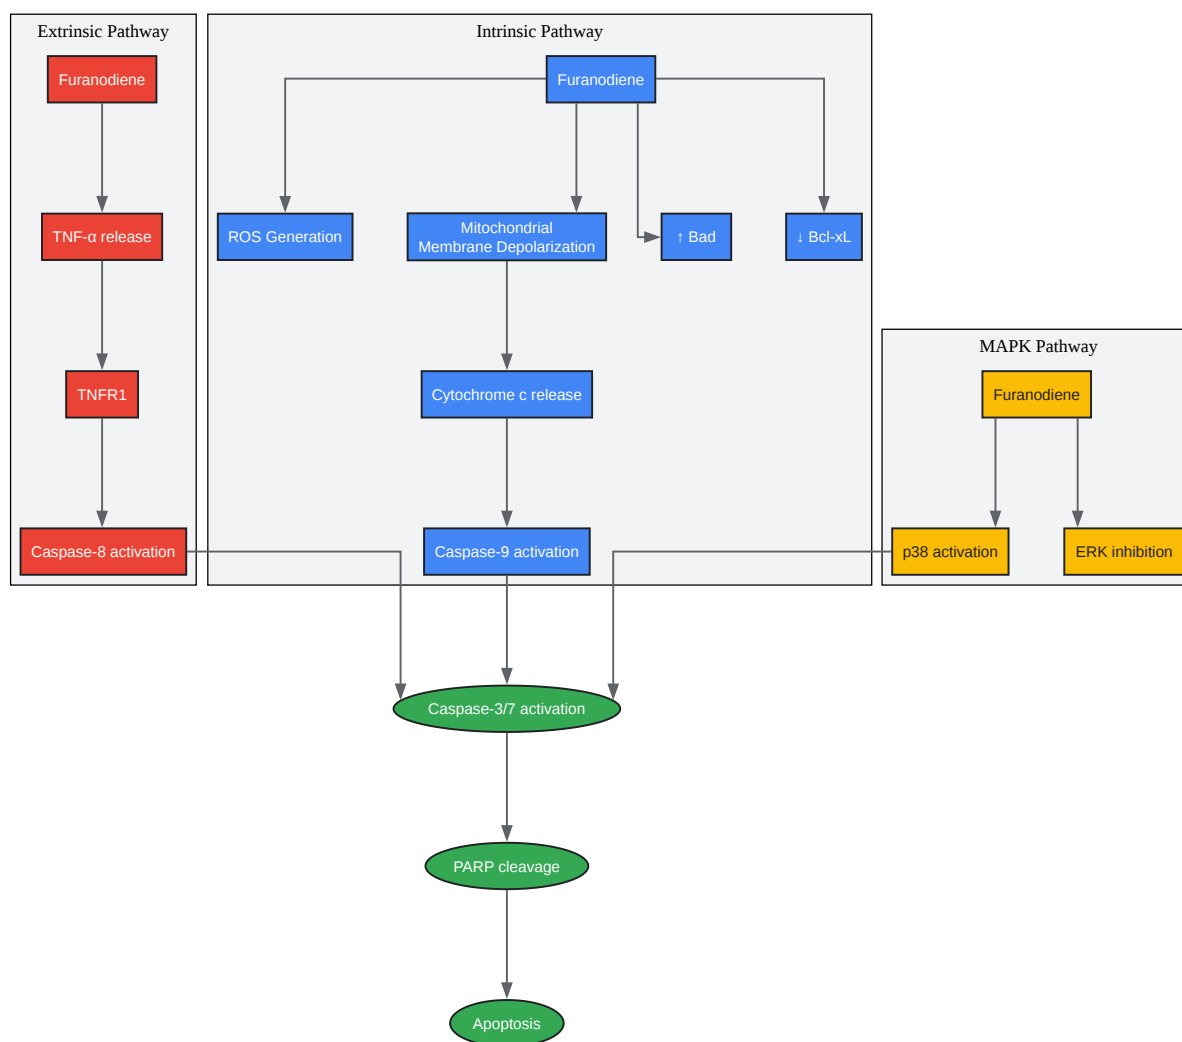 Extrinsic Pathway
Furanodiene
TNF-α release
TNFR1
Caspase-8 activation
Intrinsic Pathway
Furanodiene
ROS Generation
Mitochondrial
Membrane Depolarization
↑ Bad
↓ Bcl-xL
Cytochrome c release
Caspase-9 activation
MAPK Pathway
Furanodiene
p38 activation
ERK inhibition
Caspase-3/7 activation
PARP cleavage
Apoptosis